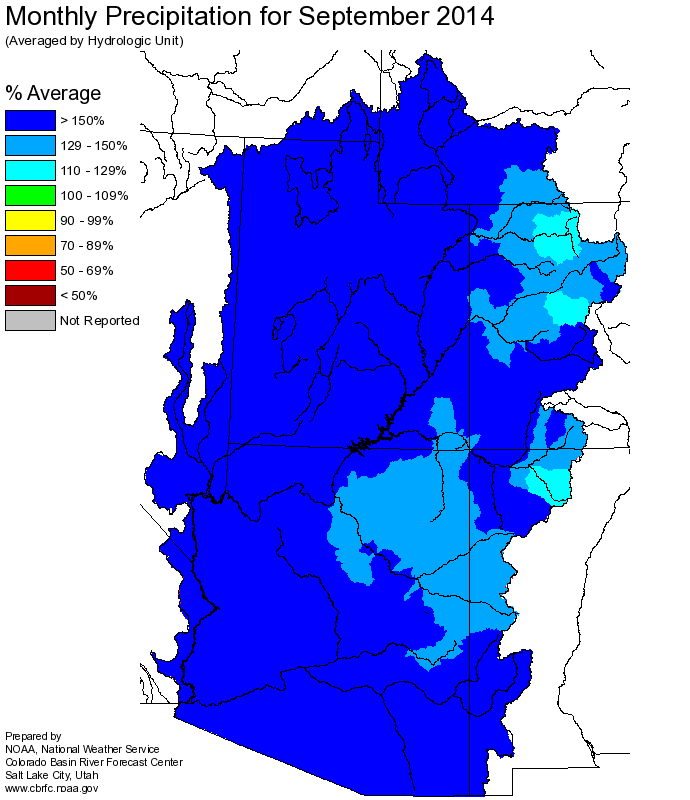 Monthly Precipitation for September 2014
(Averaged by Hydrologic Unit)
% Average
> 150%
129 - 150%
110 - 129%
100 - 109%
90 - 99%
70 - 89%
50 - 69%
< 50%
Not Reported
Prepared by
NOAA, National Weather Service
Colorado Basin River Forecast Center
Salt Lake City, Utah
www.cbrfc.noaa.gov